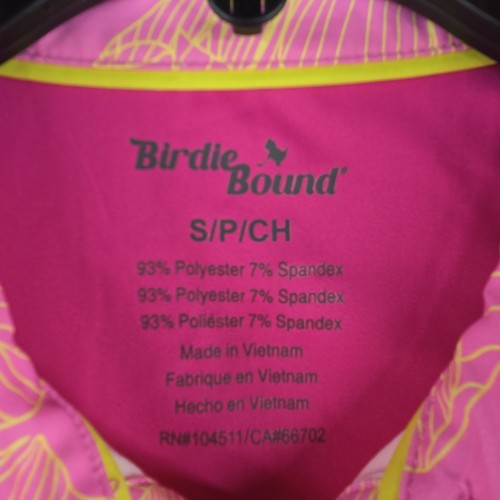 Birdie
Bound®
S/P/CH
93% Polyester 7% Spandex
93% Polyester 7% Spandex
93% Poliéster 7% Spandex
Made in Vietnam
Fabrique en Vietnam
Hecho en Vietnam
RN#104511/CA#66702